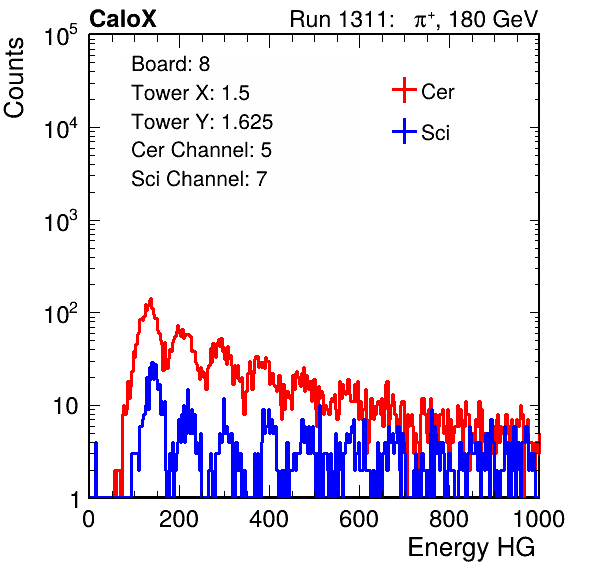 CaloX Run 1311: π⁺, 180 GeV
Board: 8
Tower X: 1.5
Tower Y: 1.625
Cer Channel: 5
Sci Channel: 7
Cer
Sci
Counts
10⁵
10⁴
10³
10²
10
1
0 200 400 600 800 1000
Energy HG